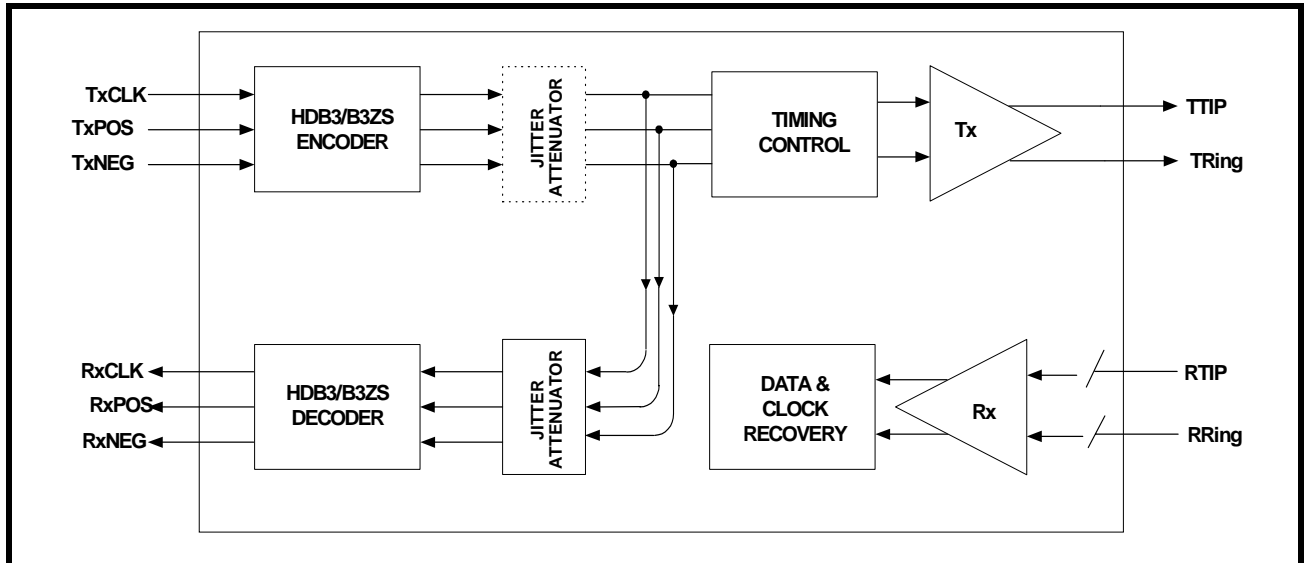 TxCLK
TxPOS
TxNEG
HDB3/B3ZS
ENCODER
JITTER
ATTENUATOR
TIMING
CONTROL
Tx
TTIP
TRing
RxCLK
RxPOS
RxNEG
HDB3/B3ZS
DECODER
JITTER
ATTENUATOR
DATA &
CLOCK
RECOVERY
Rx
RTIP
RRing